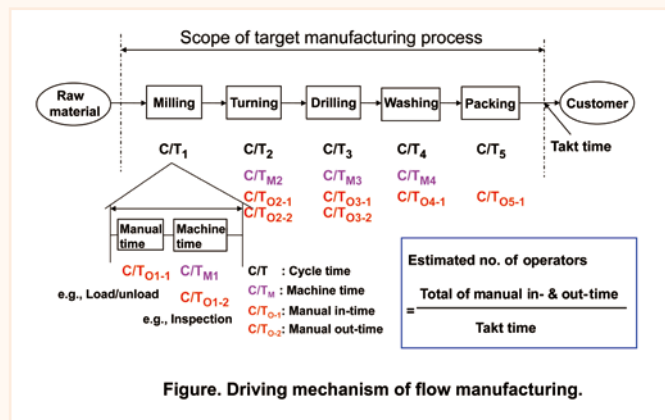 Scope of target manufacturing process
Raw
material
Milling
Turning
Drilling
Washing
Packing
Customer
Takt time
C/T1
C/T2
C/T3
C/T4
C/T5
C/TM2
C/TM3
C/TM4
C/TO2-1
C/TO3-1
C/TO4-1
C/TO5-1
C/TO2-2
C/TO3-2
Manual
time
Machine
time
C/TO1-1
C/TM1
e.g., Load/unload
C/TO1-2
e.g., Inspection
C/T : Cycle time
C/TM : Machine time
C/TO-1: Manual in-time
C/TO-2: Manual out-time
Estimated no. of operators
= Total of manual in- & out-time
Takt time
Figure. Driving mechanism of flow manufacturing.